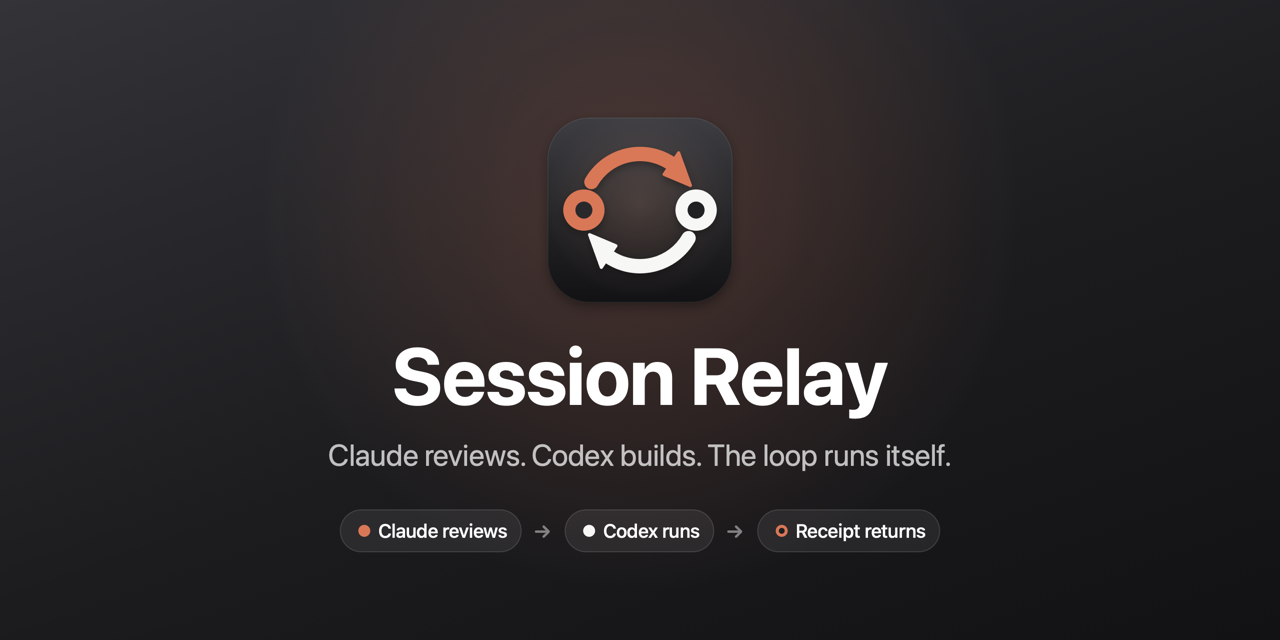 Session Relay
Claude reviews. Codex builds. The loop runs itself.
Claude reviews → Codex runs → Receipt returns